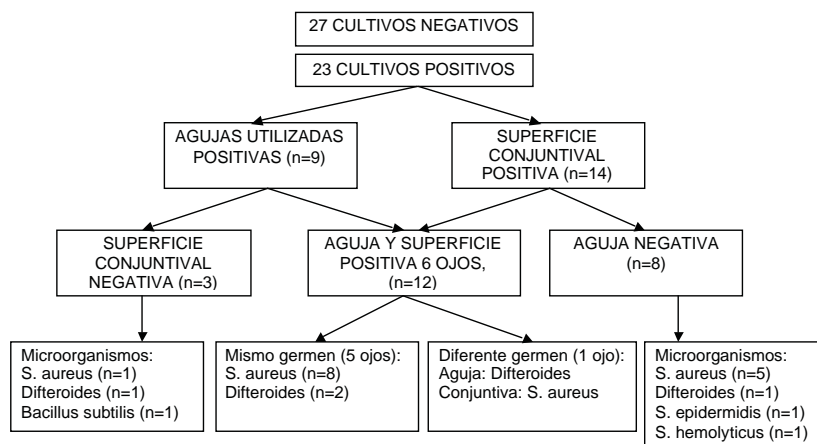 27 CULTIVOS NEGATIVOS
23 CULTIVOS POSITIVOS
AGUJAS UTILIZADAS
POSITIVAS (n=9)
SUPERFICIE
CONJUNTIVAL
POSITIVA (n=14)
SUPERFICIE
CONJUNTIVAL
NEGATIVA (n=3)
AGUJA Y SUPERFICIE
POSITIVA 6 OJOS,
(n=12)
AGUJA NEGATIVA
(n=8)
Microorganismos:
S. aureus (n=1)
Difteroides (n=1)
Bacillus subtilis (n=1)
Mismo germen (5 ojos):
S. aureus (n=8)
Difteroides (n=2)
Diferente germen (1 ojo):
Aguja: Difteroides
Conjuntiva: S. aureus
Microorganismos:
S. aureus (n=5)
Difteroides (n=1)
S. epidermidis (n=1)
S. hemolyticus (n=1)